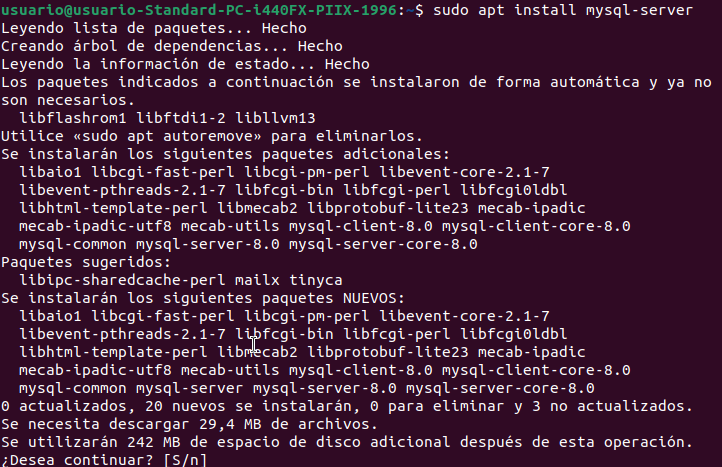 usuario@usuario-Standard-PC-i440FX-PIIX-1996:~$ sudo apt install mysql-server
Leyendo lista de paquetes... Hecho
Creando árbol de dependencias... Hecho
Leyendo la información de estado... Hecho
Los paquetes indicados a continuación se instalaron de forma automática y ya no
son necesarios.
  libflashrom1 libftdi1-2 libllvm13
Utilice «sudo apt autoremove» para eliminarlos.
Se instalarán los siguientes paquetes adicionales:
  libaio1 libcgi-fast-perl libcgi-pm-perl libevent-core-2.1-7
  libevent-pthreads-2.1-7 libfcgi-bin libfcgi-perl libfcgi0ldbl
  libhtml-template-perl libmecab2 libprotobuf-lite23 mecab-ipadic
  mecab-ipadic-utf8 mecab-utils mysql-client-8.0 mysql-client-core-8.0
  mysql-common mysql-server-8.0 mysql-server-core-8.0
Paquetes sugeridos:
  libipc-sharedcache-perl mailx tinyca
Se instalarán los siguientes paquetes NUEVOS:
  libaio1 libcgi-fast-perl libcgi-pm-perl libevent-core-2.1-7
  libevent-pthreads-2.1-7 libfcgi-bin libfcgi-perl libfcgi0ldbl
  libhtml-template-perl libmecab2 libprotobuf-lite23 mecab-ipadic
  mecab-ipadic-utf8 mecab-utils mysql-client-8.0 mysql-client-core-8.0
  mysql-common mysql-server mysql-server-8.0 mysql-server-core-8.0
0 actualizados, 20 nuevos se instalarán, 0 para eliminar y 3 no actualizados.
Se necesita descargar 29,4 MB de archivos.
Se utilizarán 242 MB de espacio de disco adicional después de esta operación.
¿Desea continuar? [S/n]